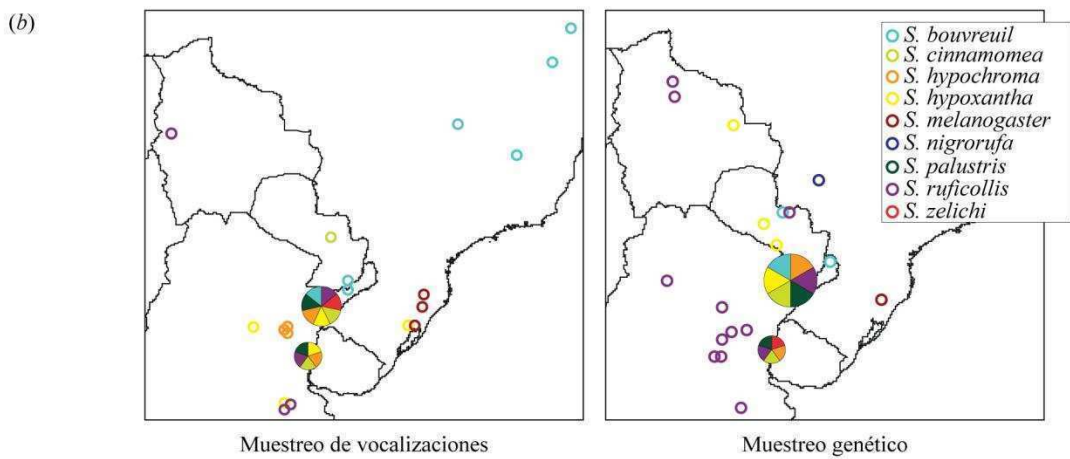 (b)
S. bouvreuil
S. cinnamomea
S. hypochroma
S. hypoxantha
S. melanogaster
S. nigrorufa
S. palustris
S. ruficollis
S. zelichi
Muestreo de vocalizaciones
Muestreo genético